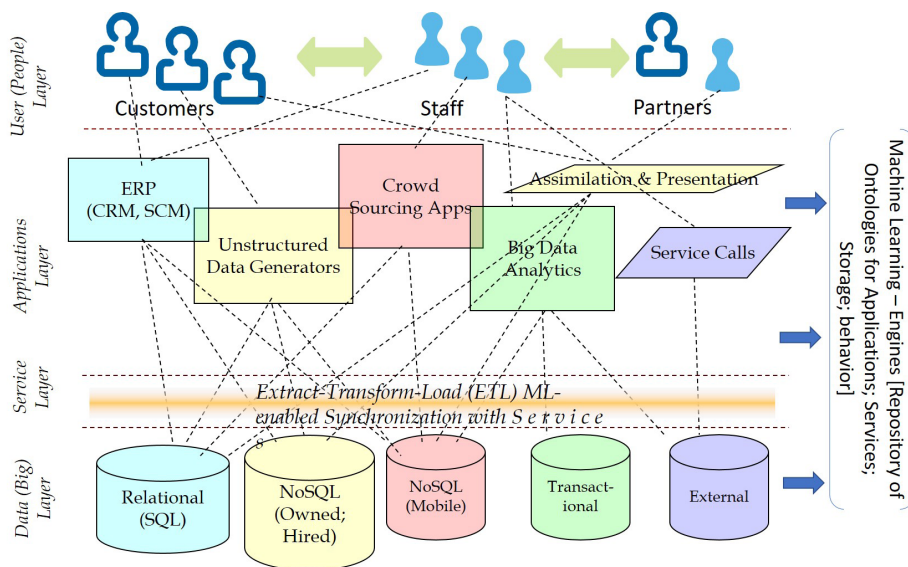 User (People)
Layer
Customers
Staff
Partners
Applications
Layer
ERP
(CRM, SCM)
Unstructured
Data Generators
Crowd
Sourcing Apps
Big Data
Analytics
Assimilation & Presentation
Service Calls
Service
Layer
Extract-Transform-Load (ETL) ML-
enabled Synchronization with S e r v i c e
s
Data (Big)
Layer
Relational
(SQL)
NoSQL
(Owned;
Hired)
NoSQL
(Mobile)
Transact-
ional
External
Machine Learning – Engines [Repository of
Ontologies for Applications; Services;
Storage; behavior]